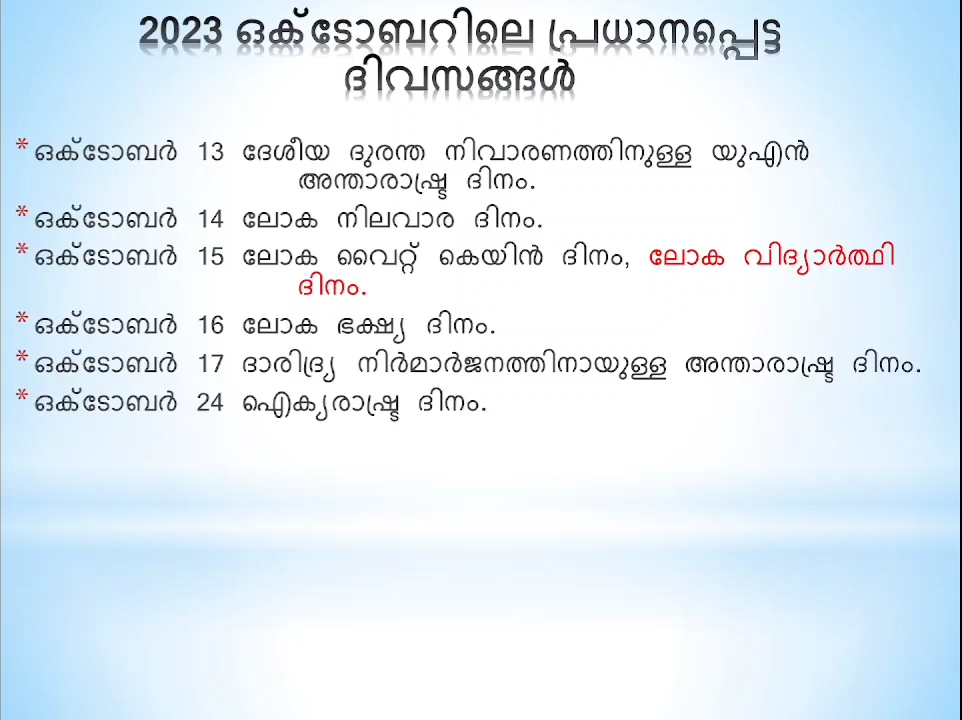 2023 ഒക്ടോബറിലെ പ്രധാനപ്പെട്ട
ദിവസങ്ങൾ
*ഒക്ടോബർ 13 ദേശീയ ദുരന്ത നിവാരണത്തിനുള്ള യുഎൻ
അന്താരാഷ്ട്ര ദിനം.
*ഒക്ടോബർ 14 ലോക നിലവാര ദിനം.
*ഒക്ടോബർ 15 ലോക വൈറ്റ് കെയിൻ ദിനം, ലോക വിദ്യാർത്ഥി
ദിനം.
*ഒക്ടോബർ 16 ലോക ഭക്ഷ്യ ദിനം.
*ഒക്ടോബർ 17 ദാരിദ്ര്യ നിർമാർജനത്തിനായുള്ള അന്താരാഷ്ട്ര ദിനം.
*ഒക്ടോബർ 24 ഐക്യരാഷ്ട്ര ദിനം.